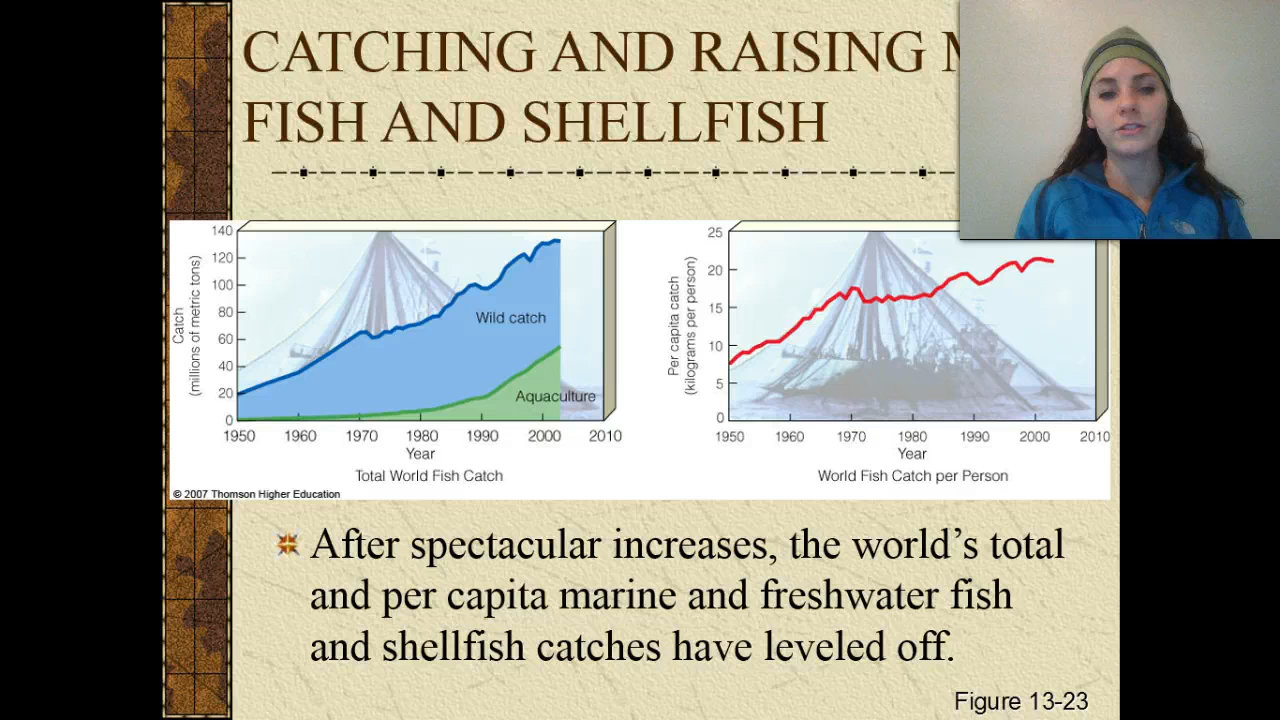 CATCHING AND RAISING
FISH AND SHELLFISH
140
120
100
80
60
40
20
0
Catch
(millions of metric tons)
Wild catch
Aquaculture
1950 1960 1970 1980 1990 2000 2010
Year
Total World Fish Catch
© 2007 Thomson Higher Education
25
20
15
10
5
0
Per capita catch
(kilograms per person)
1950 1960 1970 1980 1990 2000 2010
Year
World Fish Catch per Person
After spectacular increases, the world's total
and per capita marine and freshwater fish
and shellfish catches have leveled off.
Figure 13-23